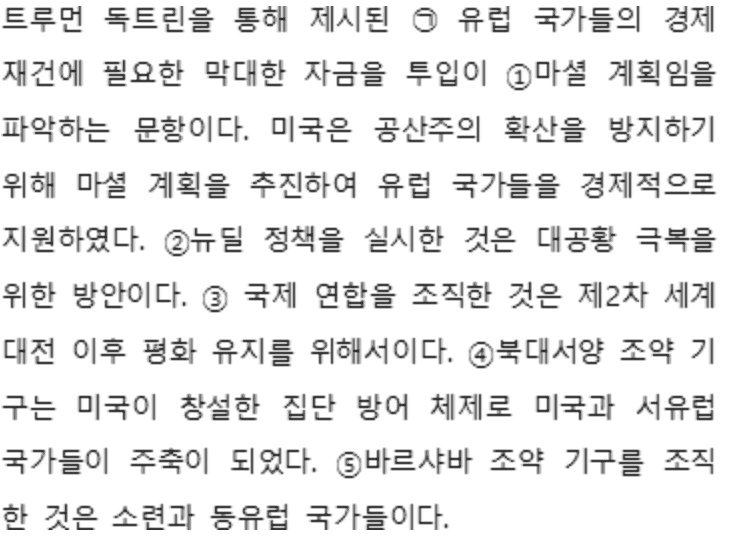 트루먼 독트린을 통해 제시된 ㉠ 유럽 국가들의 경제
재건에 필요한 막대한 자금을 투입이 ①마셜 계획임을
파악하는 문항이다. 미국은 공산주의 확산을 방지하기
위해 마셜 계획을 추진하여 유럽 국가들을 경제적으로
지원하였다. ②뉴딜 정책을 실시한 것은 대공황 극복을
위한 방안이다. ③ 국제 연합을 조직한 것은 제2차 세계
대전 이후 평화 유지를 위해서이다. ④북대서양 조약 기
구는 미국이 창설한 집단 방어 체제로 미국과 서유럽
국가들이 주축이 되었다. ⑤바르샤바 조약 기구를 조직
한 것은 소련과 동유럽 국가들이다.